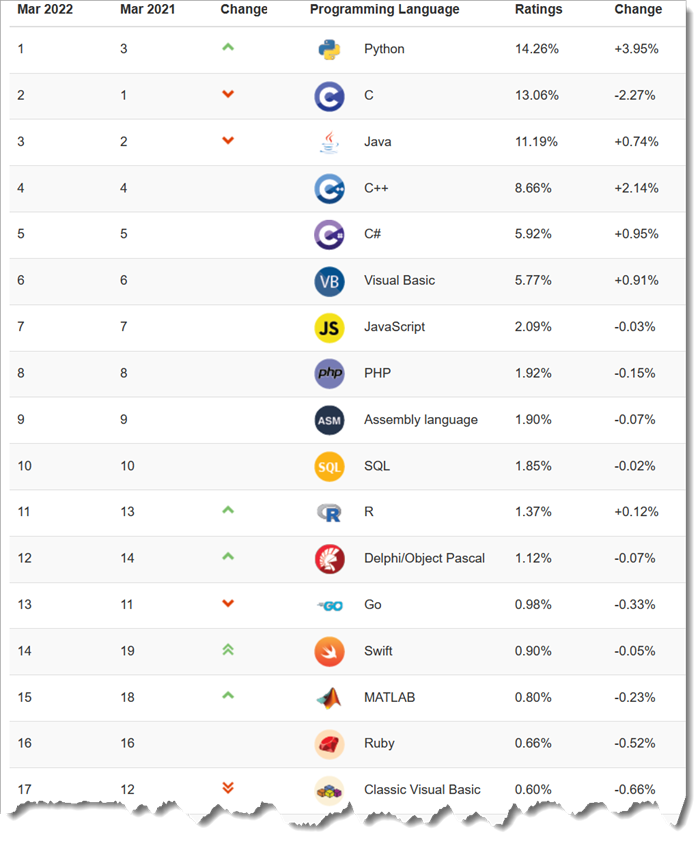 Mar 2022 Mar 2021 Change Programming Language Ratings Change
1 3 Python 14.26% +3.95%
2 1 C 13.06% -2.27%
3 2 Java 11.19% +0.74%
4 4 C++ 8.66% +2.14%
5 5 C# 5.92% +0.95%
6 6 VB Visual Basic 5.77% +0.91%
7 7 JS JavaScript 2.09% -0.03%
8 8 php PHP 1.92% -0.15%
9 9 ASM Assembly language 1.90% -0.07%
10 10 SQL SQL 1.85% -0.02%
11 13 R R 1.37% +0.12%
12 14 Delphi/Object Pascal 1.12% -0.07%
13 11 GO Go 0.98% -0.33%
14 19 Swift 0.90% -0.05%
15 18 MATLAB 0.80% -0.23%
16 16 Ruby 0.66% -0.52%
17 12 Classic Visual Basic 0.60% -0.66%